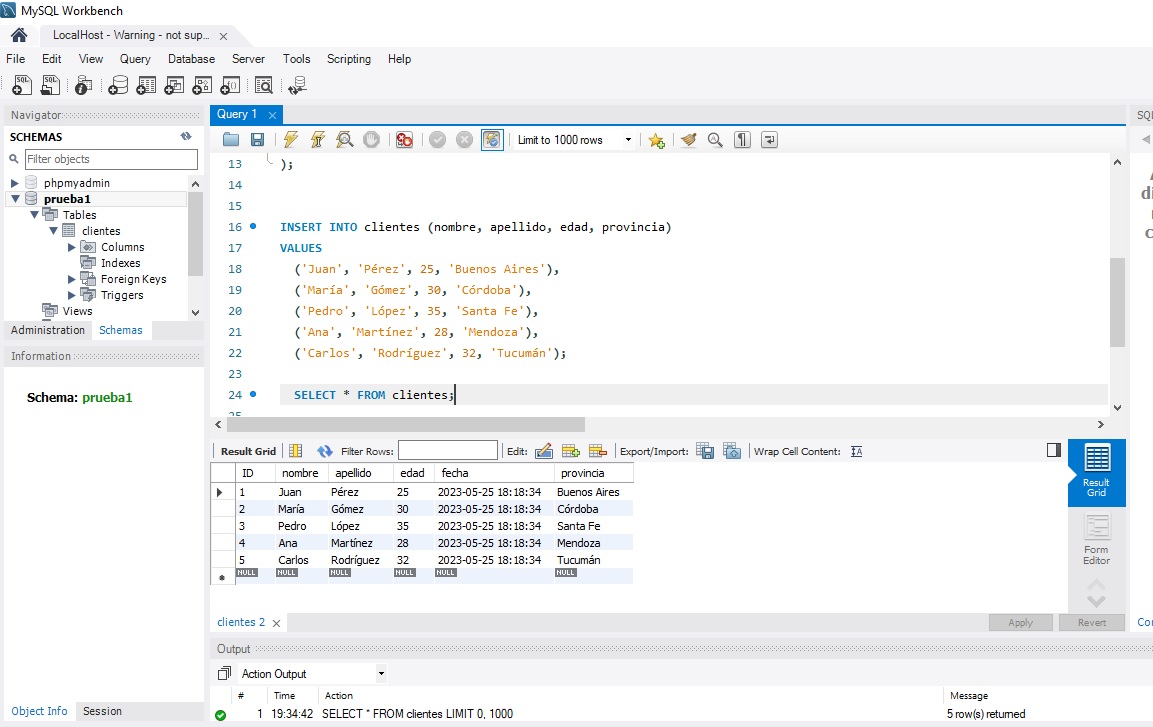 MySQL Workbench
LocalHost - Warning - not sup...
File Edit View Query Database Server Tools Scripting Help
Navigator
SCHEMAS
Filter objects
phpmyadmin
prueba1
Tables
clientes
Columns
Indexes
Foreign Keys
Triggers
Views
Administration Schemas
Information
Schema: prueba1
Object Info Session
Query 1
Limit to 1000 rows
13 );
14
15
16 INSERT INTO clientes (nombre, apellido, edad, provincia)
17 VALUES
18 ('Juan', 'Pérez', 25, 'Buenos Aires'),
19 ('María', 'Gómez', 30, 'Córdoba'),
20 ('Pedro', 'López', 35, 'Santa Fe'),
21 ('Ana', 'Martínez', 28, 'Mendoza'),
22 ('Carlos', 'Rodríguez', 32, 'Tucumán');
23
24 SELECT * FROM clientes;
25
Result Grid Filter Rows: Edit: Export/Import: Wrap Cell Content:
ID nombre apellido edad fecha provincia
1 Juan Pérez 25 2023-05-25 18:18:34 Buenos Aires
2 María Gómez 30 2023-05-25 18:18:34 Córdoba
3 Pedro López 35 2023-05-25 18:18:34 Santa Fe
4 Ana Martínez 28 2023-05-25 18:18:34 Mendoza
5 Carlos Rodríguez 32 2023-05-25 18:18:34 Tucumán
NULL NULL NULL NULL NULL NULL
Result
Grid
Form
Editor
clientes 2
Apply Revert
Output
Action Output
# Time Action Message
1 19:34:42 SELECT * FROM clientes LIMIT 0, 1000 5 row(s) returned